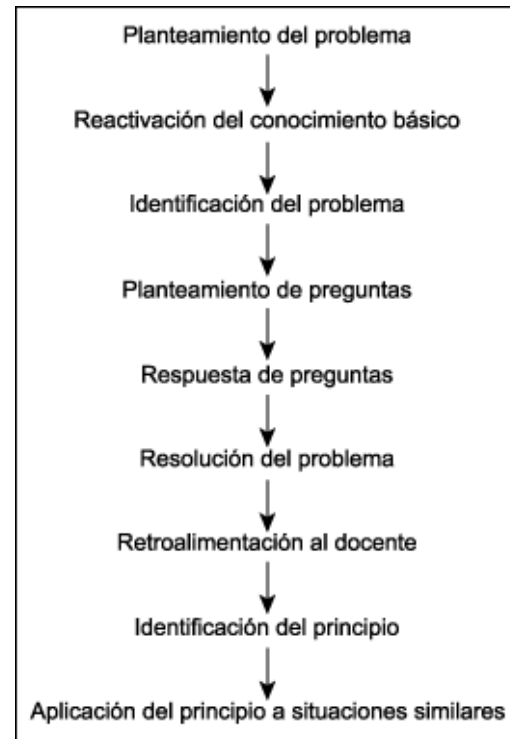 Planteamiento del problema
Reactivación del conocimiento básico
Identificación del problema
Planteamiento de preguntas
Respuesta de preguntas
Resolución del problema
Retroalimentación al docente
Identificación del principio
Aplicación del principio a situaciones similares